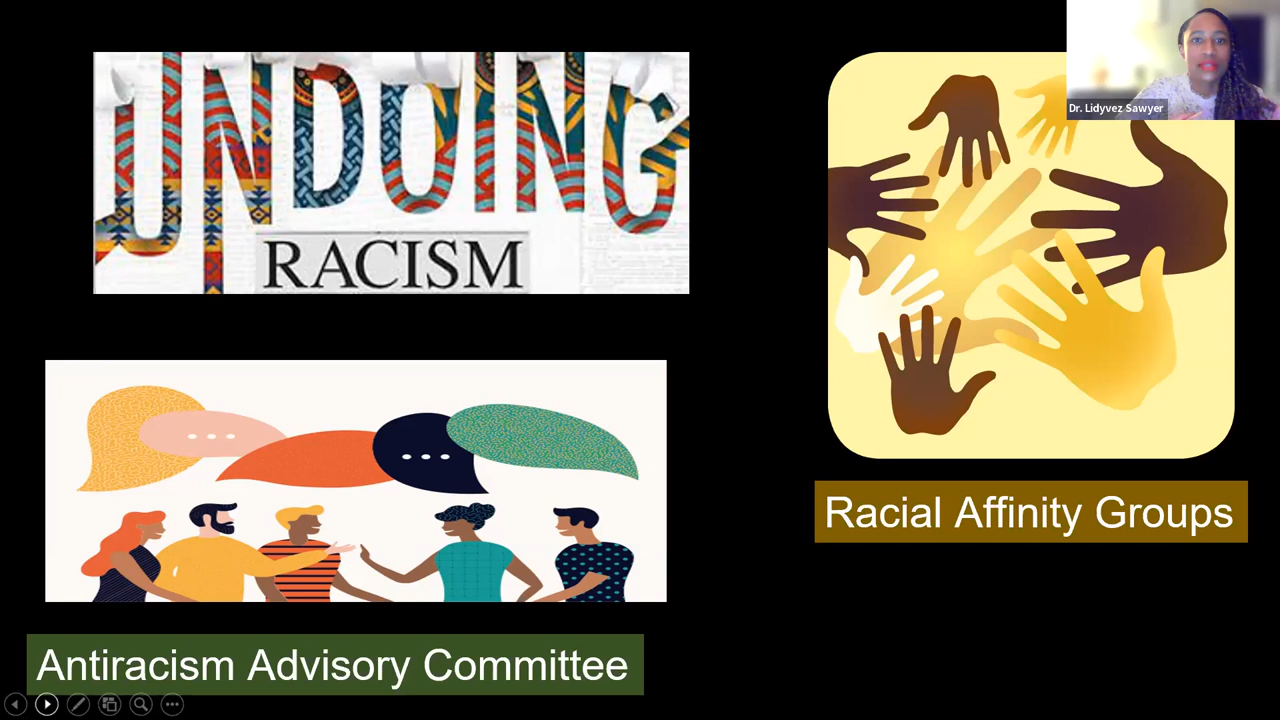 UNDOING
RACISM
Dr. Lidyvez Sawyer
Racial Affinity Groups
Antiracism Advisory Committee